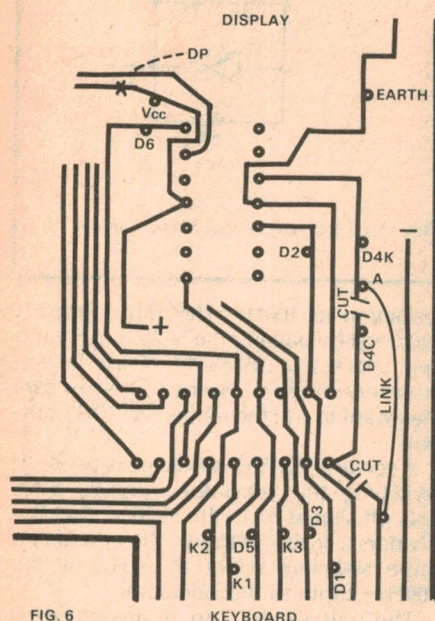 DISPLAY
DP
EARTH
Vcc
D6
D2
D4K
A
CUT
D4C
LINK
+
−
CUT
K2
D5
K3
D3
K1
D1
FIG. 6
KEYBOARD